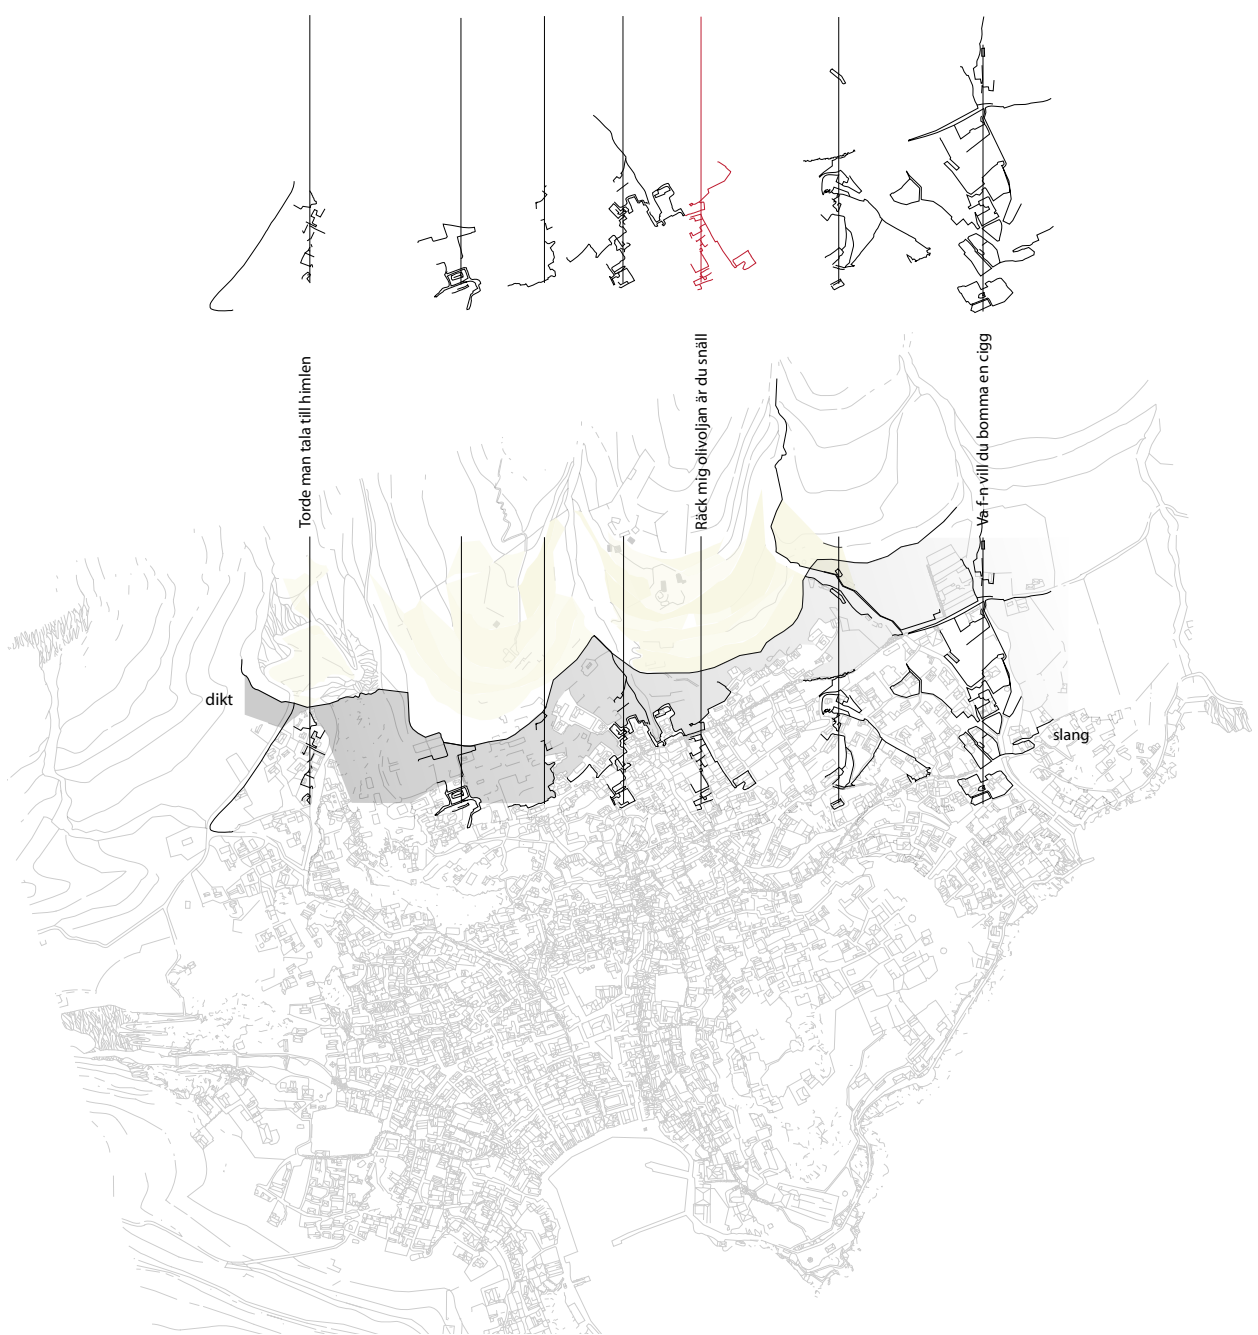 Torde man tala till himlen
Räck mig olivoljan är du snäll
Va f-n vill du bomma en cigg
dikt
slang